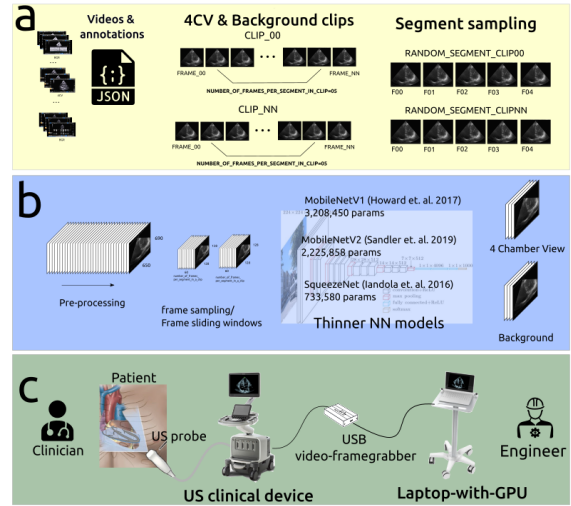 a
Videos &
annotations
{;}
JSON
4CV & Background clips
CLIP_00
FRAME_00
FRAME_NN
NUMBER_OF_FRAMES_PER_SEGMENT_IN_CLIP=05
CLIP_NN
FRAME_00
FRAME_NN
NUMBER_OF_FRAMES_PER_SEGMENT_IN_CLIP=05
Segment sampling
RANDOM_SEGMENT_CLIP00
F00 F01 F02 F03 F04
RANDOM_SEGMENT_CLIPNN
F00 F01 F02 F03 F04
b
690
650
Pre-processing
frame sampling/
Frame sliding windows
MobileNetV1 (Howard et. al. 2017)
3,208,450 params
MobileNetV2 (Sandler et. al. 2019)
2,225,858 params
SqueezeNet (Iandola et. al, 2016)
733,580 params
Thinner NN models
4 Chamber View
Background
c
Clinician
Patient
US probe
US clinical device
USB
video-framegrabber
Laptop-with-GPU
Engineer